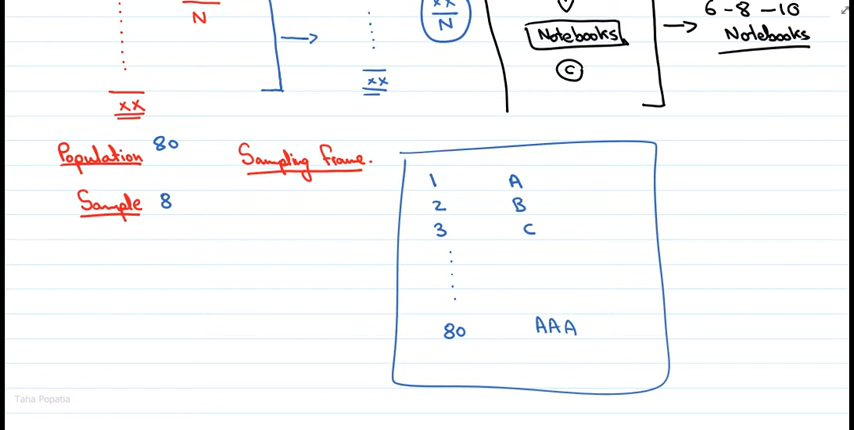 N
xx
xx
N
xx
Notebooks
C
6 - 8 - 10
Notebooks
Population 80
Sample 8
Sampling Frame.
1 A
2 B
3 C
80 AAA
Taha Popatia